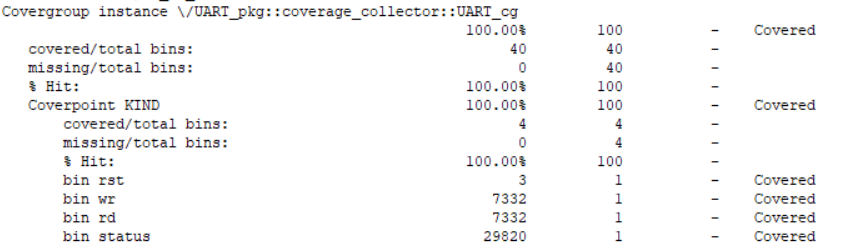 Covergroup instance \/UART_pkg::coverage_collector::UART_cg
100.00% 100 - Covered
covered/total bins: 40 40 -
missing/total bins: 0 40 -
% Hit: 100.00% 100 -
Coverpoint KIND 100.00% 100 - Covered
covered/total bins: 4 4 -
missing/total bins: 0 4 -
% Hit: 100.00% 100 -
bin rst 3 1 - Covered
bin wr 7332 1 - Covered
bin rd 7332 1 - Covered
bin status 29820 1 - Covered